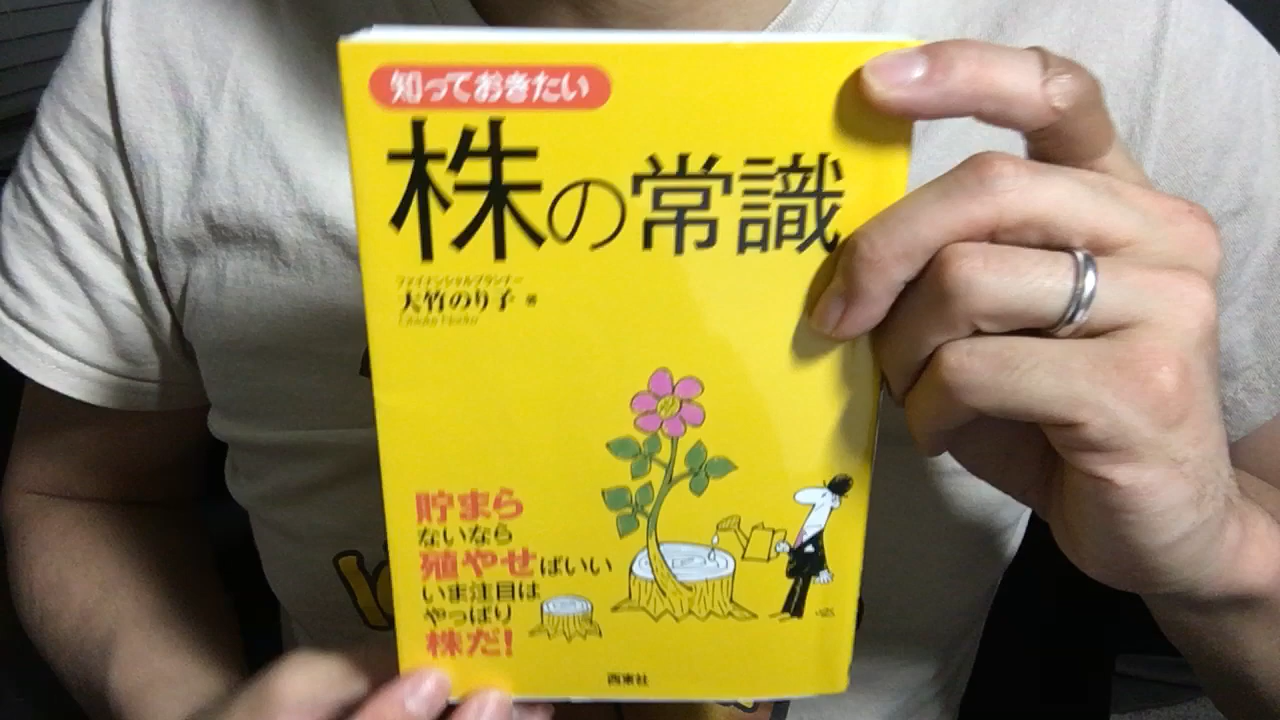 知っておきたい
株の常識
ファイナンシャルプランナー
大竹のり子 著
貯まら
ないなら
殖やせばいい
いま注目は
やっぱり
株だ!
西東社